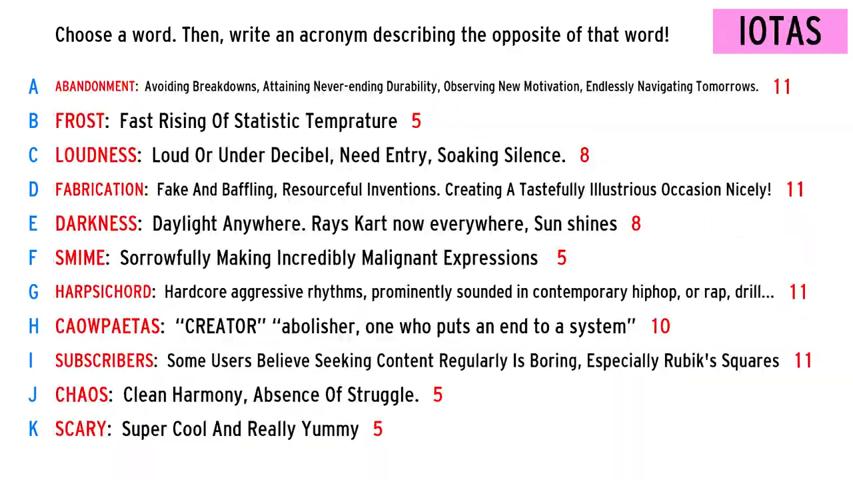 Choose a word. Then, write an acronym describing the opposite of that word!
IOTAS
A ABANDONMENT: Avoiding Breakdowns, Attaining Never-ending Durability, Observing New Motivation, Endlessly Navigating Tomorrows. 11
B FROST: Fast Rising Of Statistic Temprature 5
C LOUDNESS: Loud Or Under Decibel, Need Entry, Soaking Silence. 8
D FABRICATION: Fake And Baffling, Resourceful Inventions. Creating A Tastefully Illustrious Occasion Nicely! 11
E DARKNESS: Daylight Anywhere. Rays Kart now everywhere, Sun shines 8
F SMIME: Sorrowfully Making Incredibly Malignant Expressions 5
G HARPSICHORD: Hardcore aggressive rhythms, prominently sounded in contemporary hiphop, or rap, drill... 11
H CAOWPAETAS: “CREATOR” “abolisher, one who puts an end to a system” 10
I SUBSCRIBERS: Some Users Believe Seeking Content Regularly Is Boring, Especially Rubik's Squares 11
J CHAOS: Clean Harmony, Absence Of Struggle. 5
K SCARY: Super Cool And Really Yummy 5